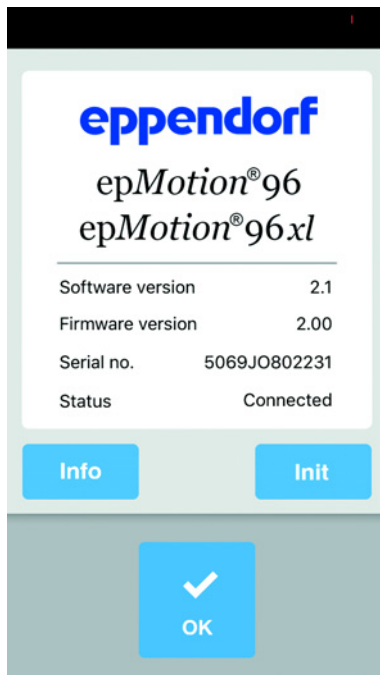 eppendorf
epMotion®96
epMotion®96xl
Software version 2.1
Firmware version 2.00
Serial no. 5069JO802231
Status Connected
Info Init
OK